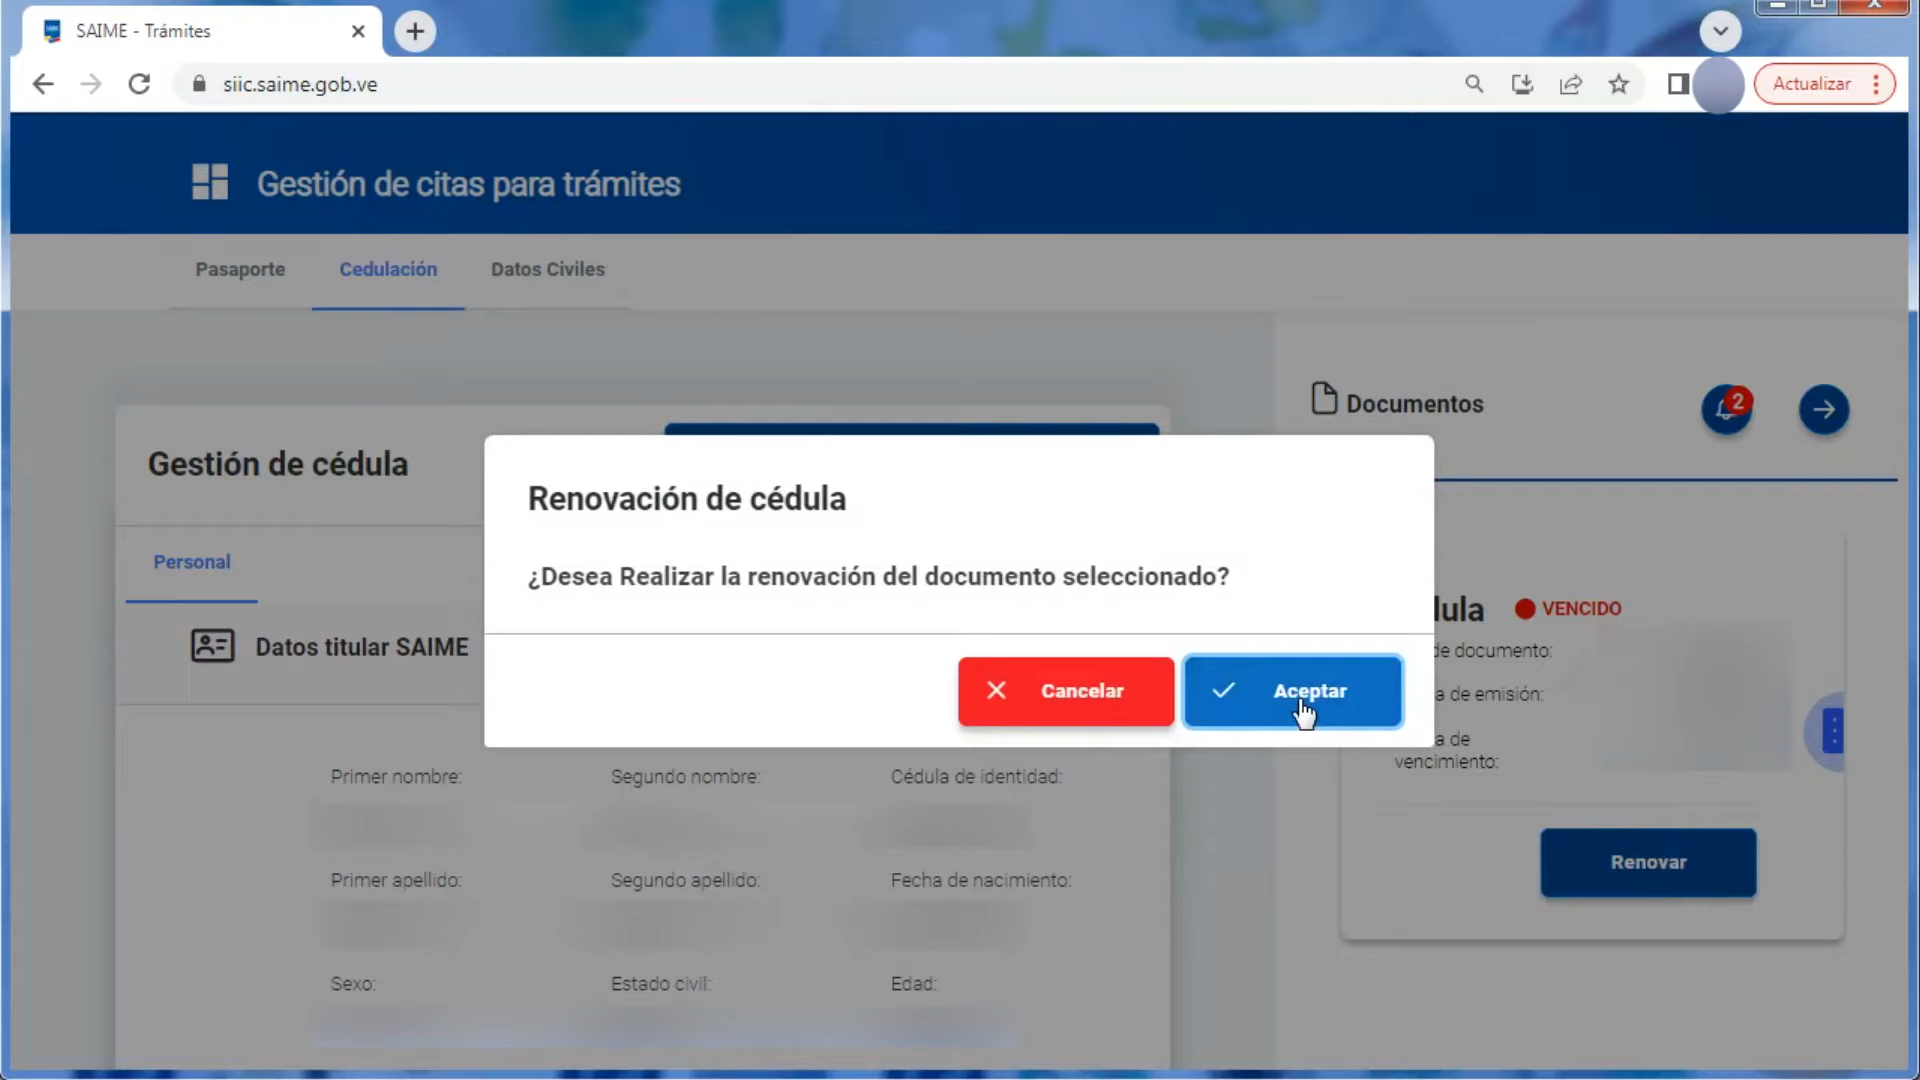 SAIME - Trámites
siic.saime.gob.ve
Actualizar
Gestión de citas para trámites
Pasaporte
Cedulación
Datos Civiles
Documentos
2
Gestión de cédula
Renovación de cédula
¿Desea Realizar la renovación del documento seleccionado?
Cancelar
Aceptar
Personal
Datos titular SAIME
dula
VENCIDO
de documento:
a de emisión:
a de
vencimiento:
Renovar
Primer nombre:
Segundo nombre:
Cédula de identidad:
Primer apellido:
Segundo apellido:
Fecha de nacimiento:
Sexo:
Estado civil:
Edad: